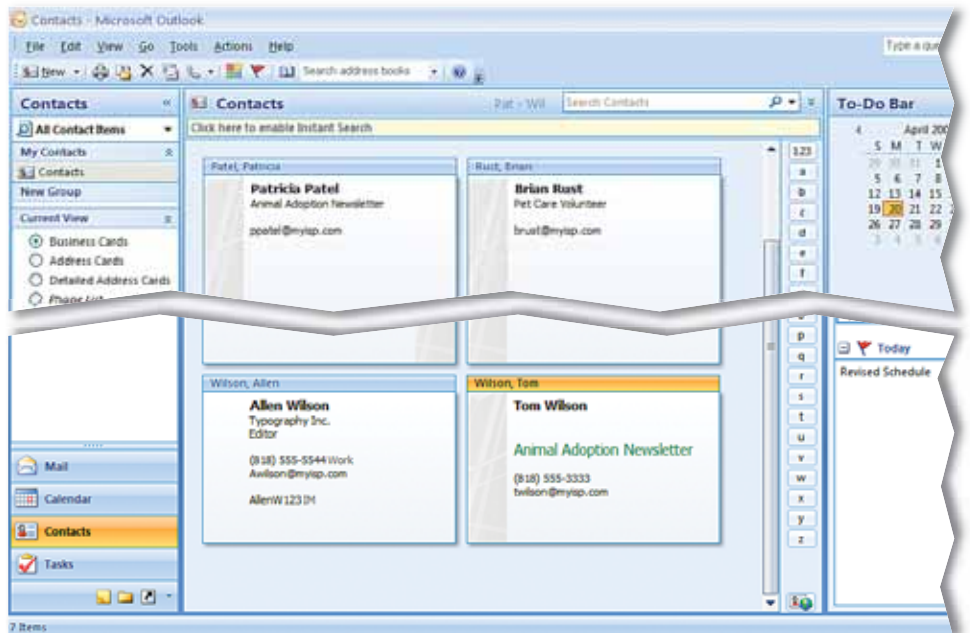 Contacts - Microsoft Outlook
File Edit View Go Tools Actions Help
Type a que
New Search address books
Contacts
All Contact Items
My Contacts
Contacts
New Group
Current View
Business Cards
Address Cards
Detailed Address Cards
Phone List
Contacts
Pat - Wil
Search Contacts
Click here to enable Instant Search
Patel, Patricia
Patricia Patel
Animal Adoption Newsletter
ppatel@myisp.com
Rust, Brian
Brian Rust
Pet Care Volunteer
brust@myisp.com
Wilson, Allen
Allen Wilson
Typography Inc.
Editor
(818) 555-5544 Work
Awilson@myisp.com
AllenW123 IM
Wilson, Tom
Tom Wilson
Animal Adoption Newsletter
(818) 555-3333
twilson@myisp.com
123
a
b
c
d
e
f
p
q
r
s
t
u
v
w
x
y
z
To-Do Bar
April 200
S M T W
29 30 31 1
5 6 7 8
12 13 14 15
19 20 21 22
26 27 28 29
3 4 5 6
Today
Revised Schedule
Mail
Calendar
Contacts
Tasks
7 Items